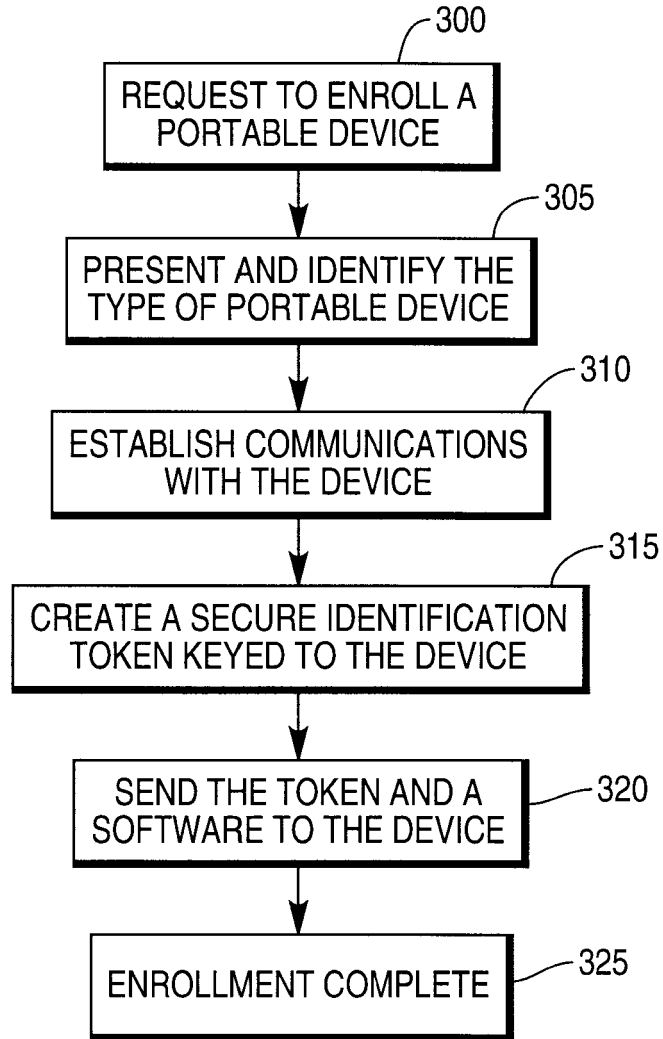 300
REQUEST TO ENROLL A
PORTABLE DEVICE
305
PRESENT AND IDENTIFY THE
TYPE OF PORTABLE DEVICE
310
ESTABLISH COMMUNICATIONS
WITH THE DEVICE
315
CREATE A SECURE IDENTIFICATION
TOKEN KEYED TO THE DEVICE
SEND THE TOKEN AND A
SOFTWARE TO THE DEVICE
320
ENROLLMENT COMPLETE
325